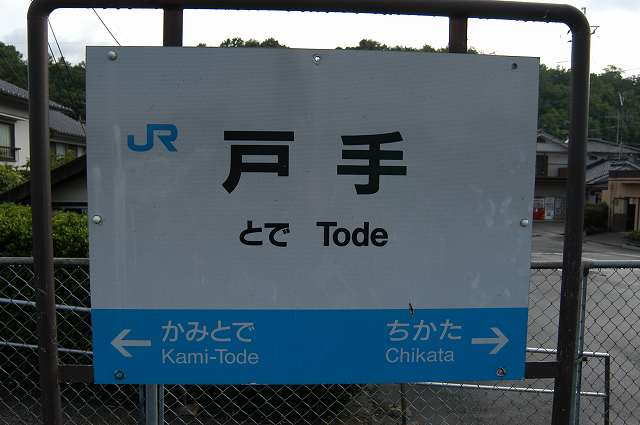 JR 戸手
とで Tode
← かみとで ちかた →
Kami-Tode Chikata